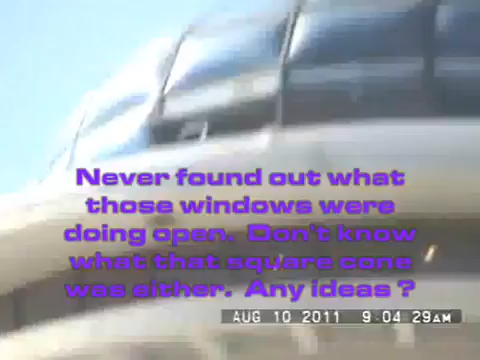 Never found out what
those windows were
doing open. Don't know
what that square cone
was either. Any ideas ?
AUG 10 2011 9:04:29AM